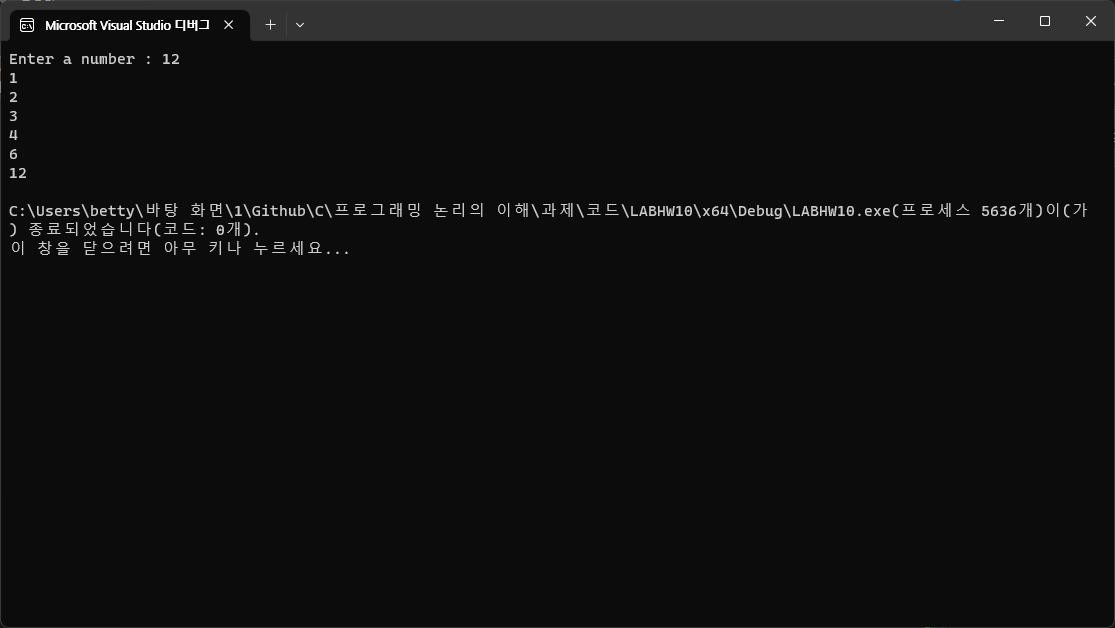 Microsoft Visual Studio 디버그
Enter a number : 12
1
2
3
4
6
12
C:\Users\betty\바탕 화면\1\Github\C\프로그래밍 논리의 이해\과제\코드\LABHW10\x64\Debug\LABHW10.exe(프로세스 5636개)이(가
) 종료되었습니다(코드: 0개).
이 창을 닫으려면 아무 키나 누르세요...